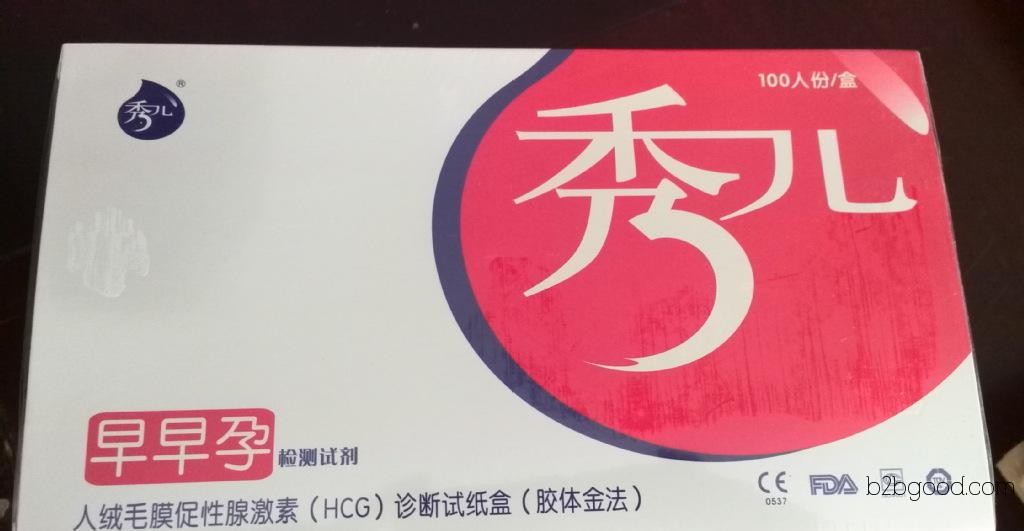 秀儿®
100人份/盒
秀儿
早早孕检测试剂
人绒毛膜促性腺激素（HCG）诊断试纸盒（胶体金法）
CE
0537
FDA
b2bgood.com